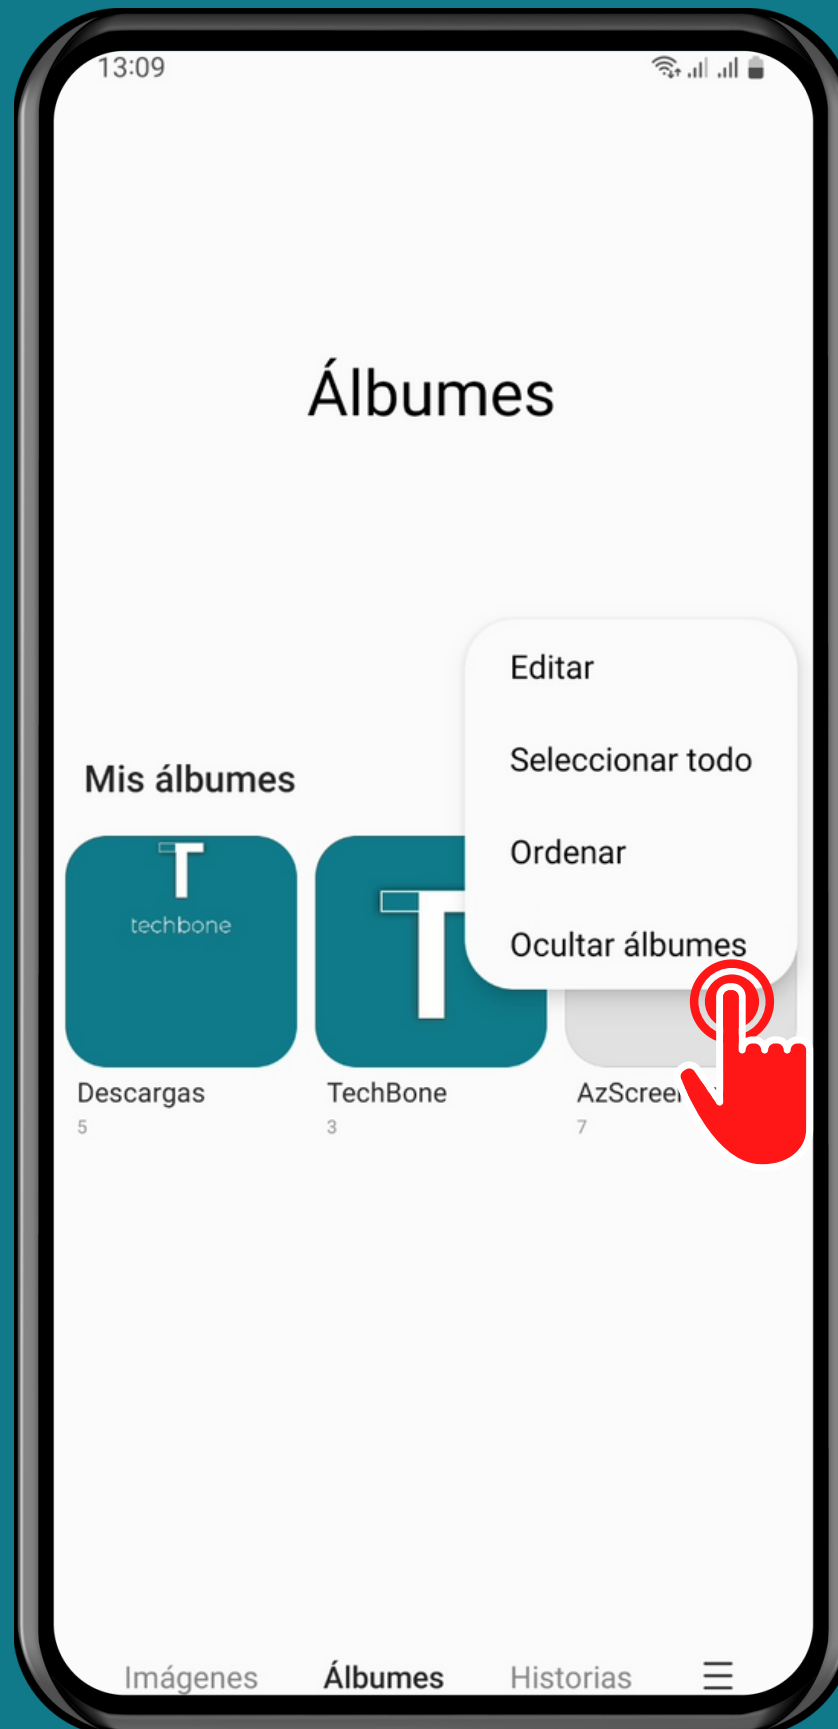 13:09
Álbumes
Editar
Seleccionar todo
Ordenar
Ocultar álbumes
Mis álbumes
T
techbone
T
Descargas
5
TechBone
3
7
Imágenes
Álbumes
Historias